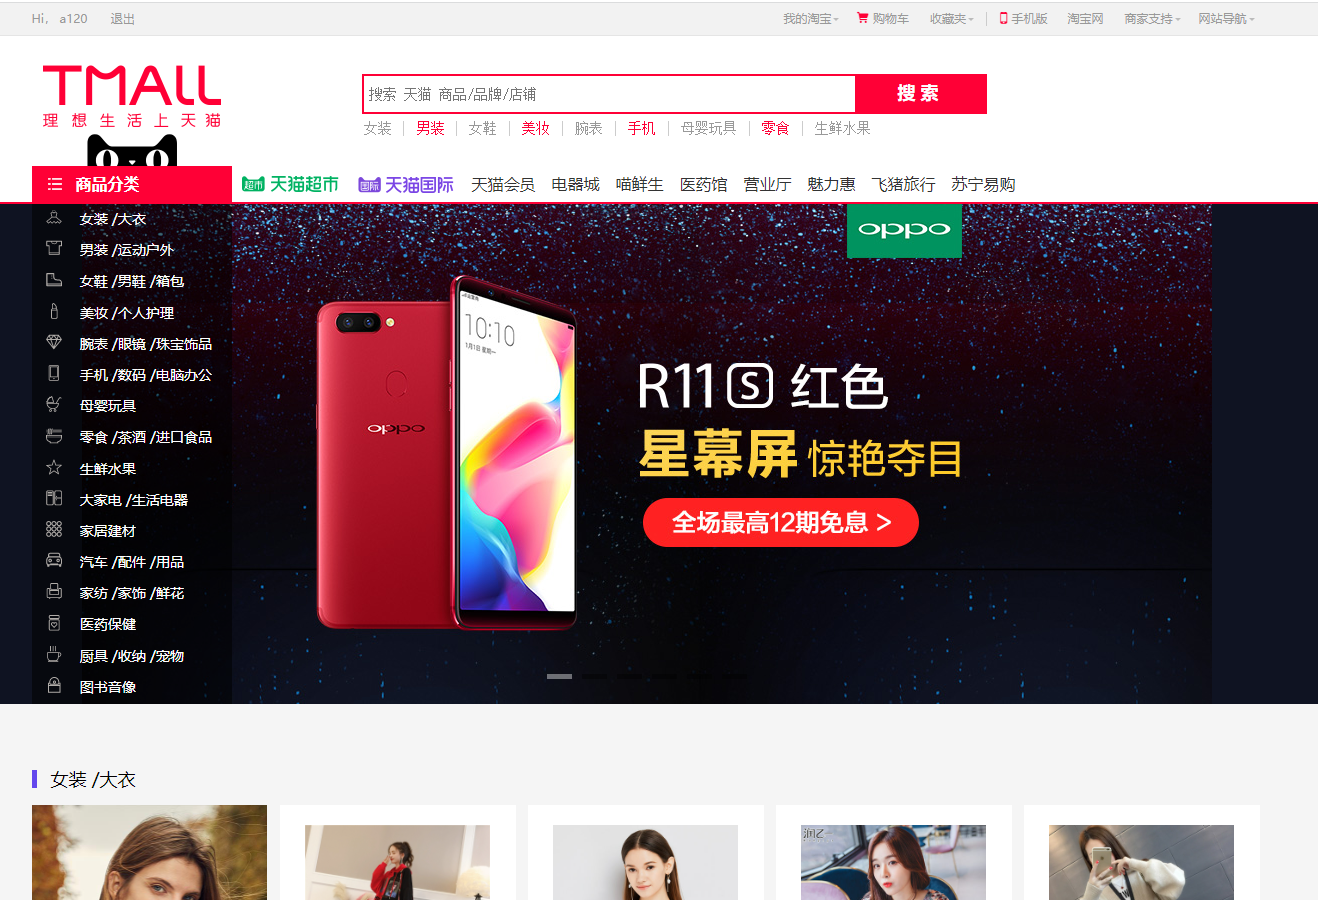 Hi, a120 退出 我的淘宝 购物车 收藏夹 手机版 淘宝网 商家支持 网站导航
TMALL
理想生活上天猫
搜索 天猫 商品/品牌/店铺 搜 索
女装 男装 女鞋 美妆 腕表 手机 母婴玩具 零食 生鲜水果
商品分类 超市 天猫超市 国际 天猫国际 天猫会员 电器城 喵鲜生 医药馆 营业厅 魅力惠 飞猪旅行 苏宁易购
女装 /大衣
男装 /运动户外
女鞋 /男鞋 /箱包
美妆 /个人护理
腕表 /眼镜 /珠宝饰品
手机 /数码 /电脑办公
母婴玩具
零食 /茶酒 /进口食品
生鲜水果
大家电 /生活电器
家居建材
汽车 /配件 /用品
家纺 /家饰 /鲜花
医药保健
厨具 /收纳 /宠物
图书音像
oppo
10:10
1月1日 星期一
oppo
R11 S 红色
星幕屏 惊艳夺目
全场最高12期免息 >
女装 /大衣
润乙